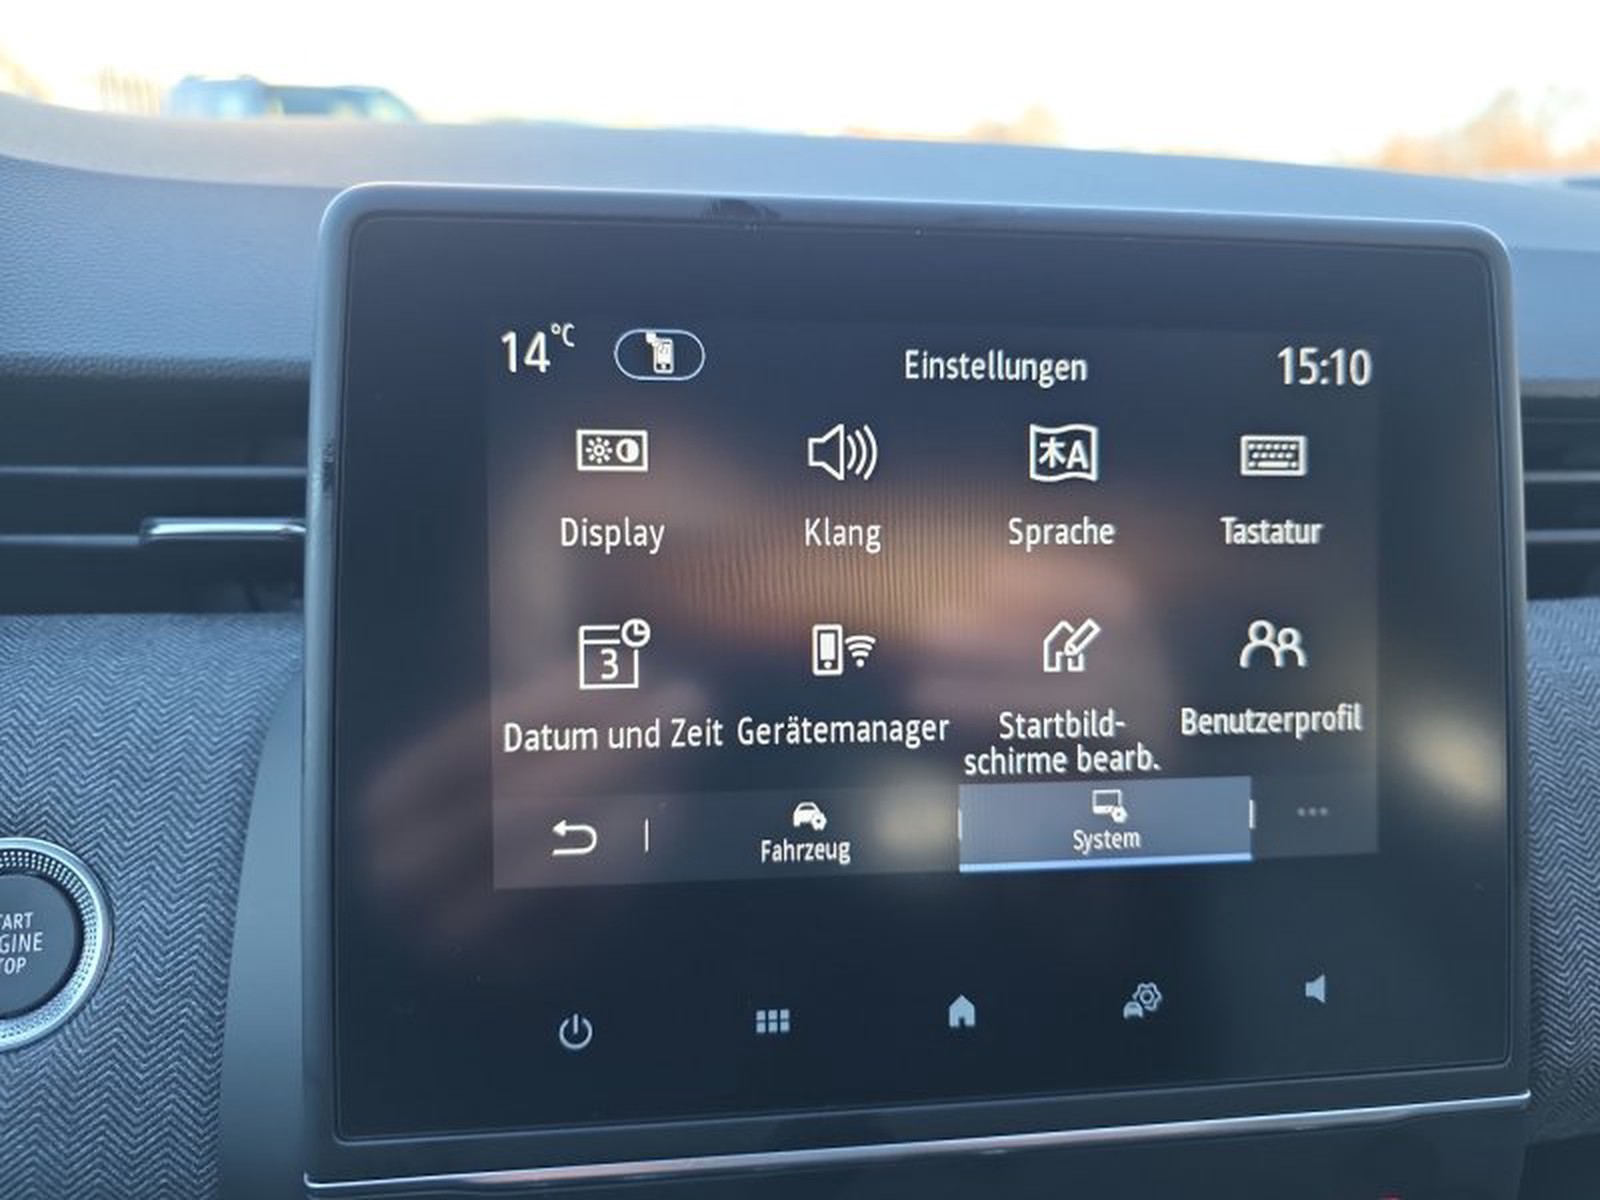 14°C
Einstellungen
15:10
Display
Klang
Sprache
Tastatur
Datum und Zeit
Gerätemanager
Startbild-
schirme bearb.
Benutzerprofil
Fahrzeug
System